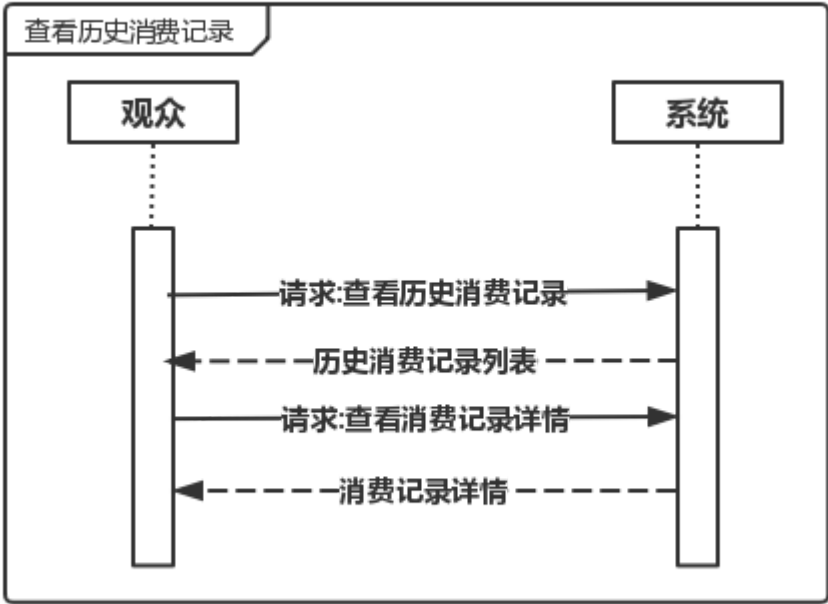 查看历史消费记录
观众
系统
请求:查看历史消费记录
历史消费记录列表
请求:查看消费记录详情
消费记录详情